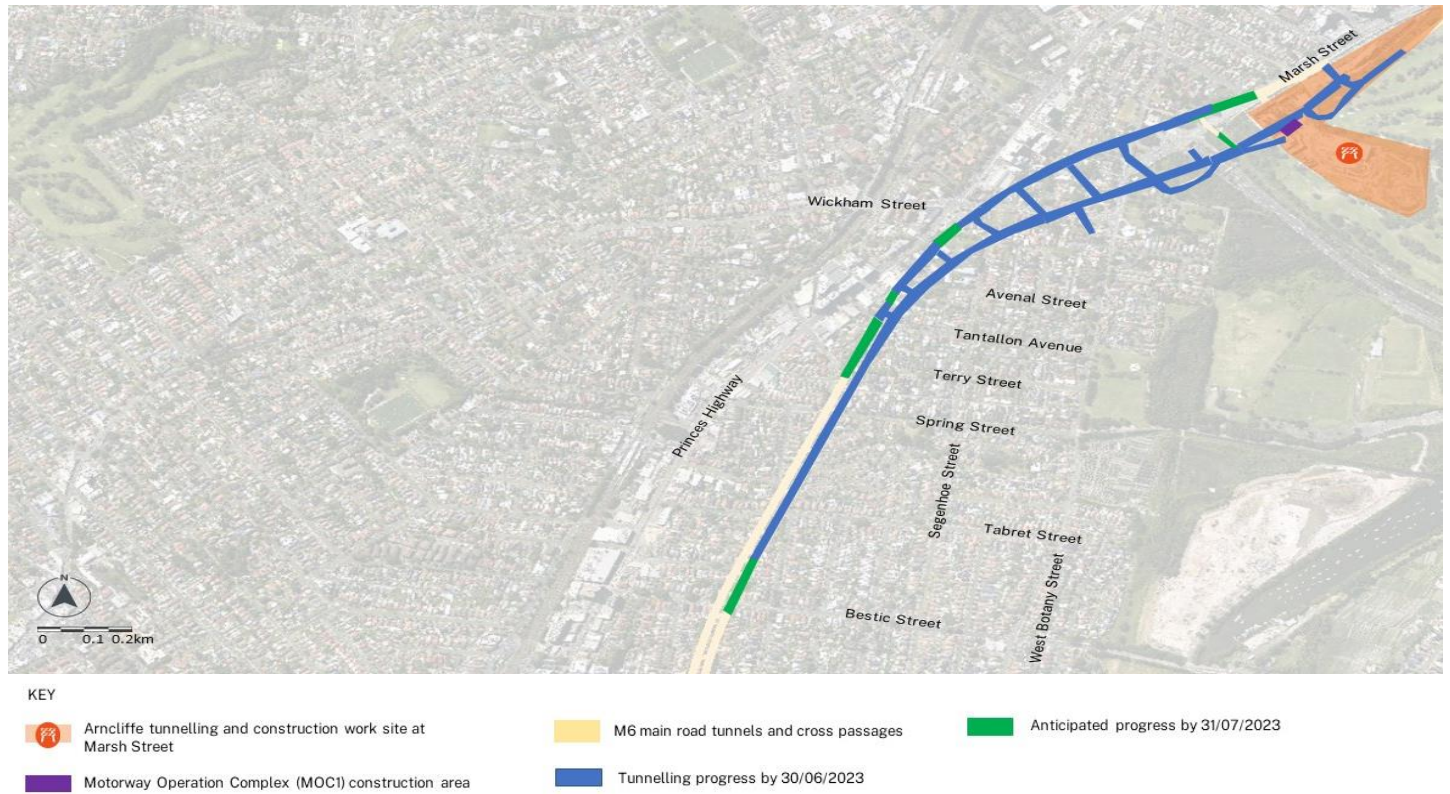 Marsh Street
Wickham Street
Avenal Street
Tantallon Avenue
Terry Street
Princes Highway
Spring Street
Segenhoe Street
Tabret Street
West Botany Street
Bestic Street
N
0 0.1 0.2km
KEY
Arncliffe tunnelling and construction work site at
Marsh Street
Motorway Operation Complex (MOC1) construction area
M6 main road tunnels and cross passages
Tunnelling progress by 30/06/2023
Anticipated progress by 31/07/2023